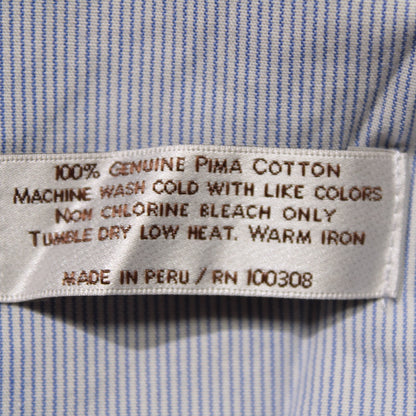 100% GENUINE PIMA COTTON
MACHINE WASH COLD WITH LIKE COLORS
NON CHLORINE BLEACH ONLY
TUMBLE DRY LOW HEAT. WARM IRON
MADE IN PERU / RN 100308